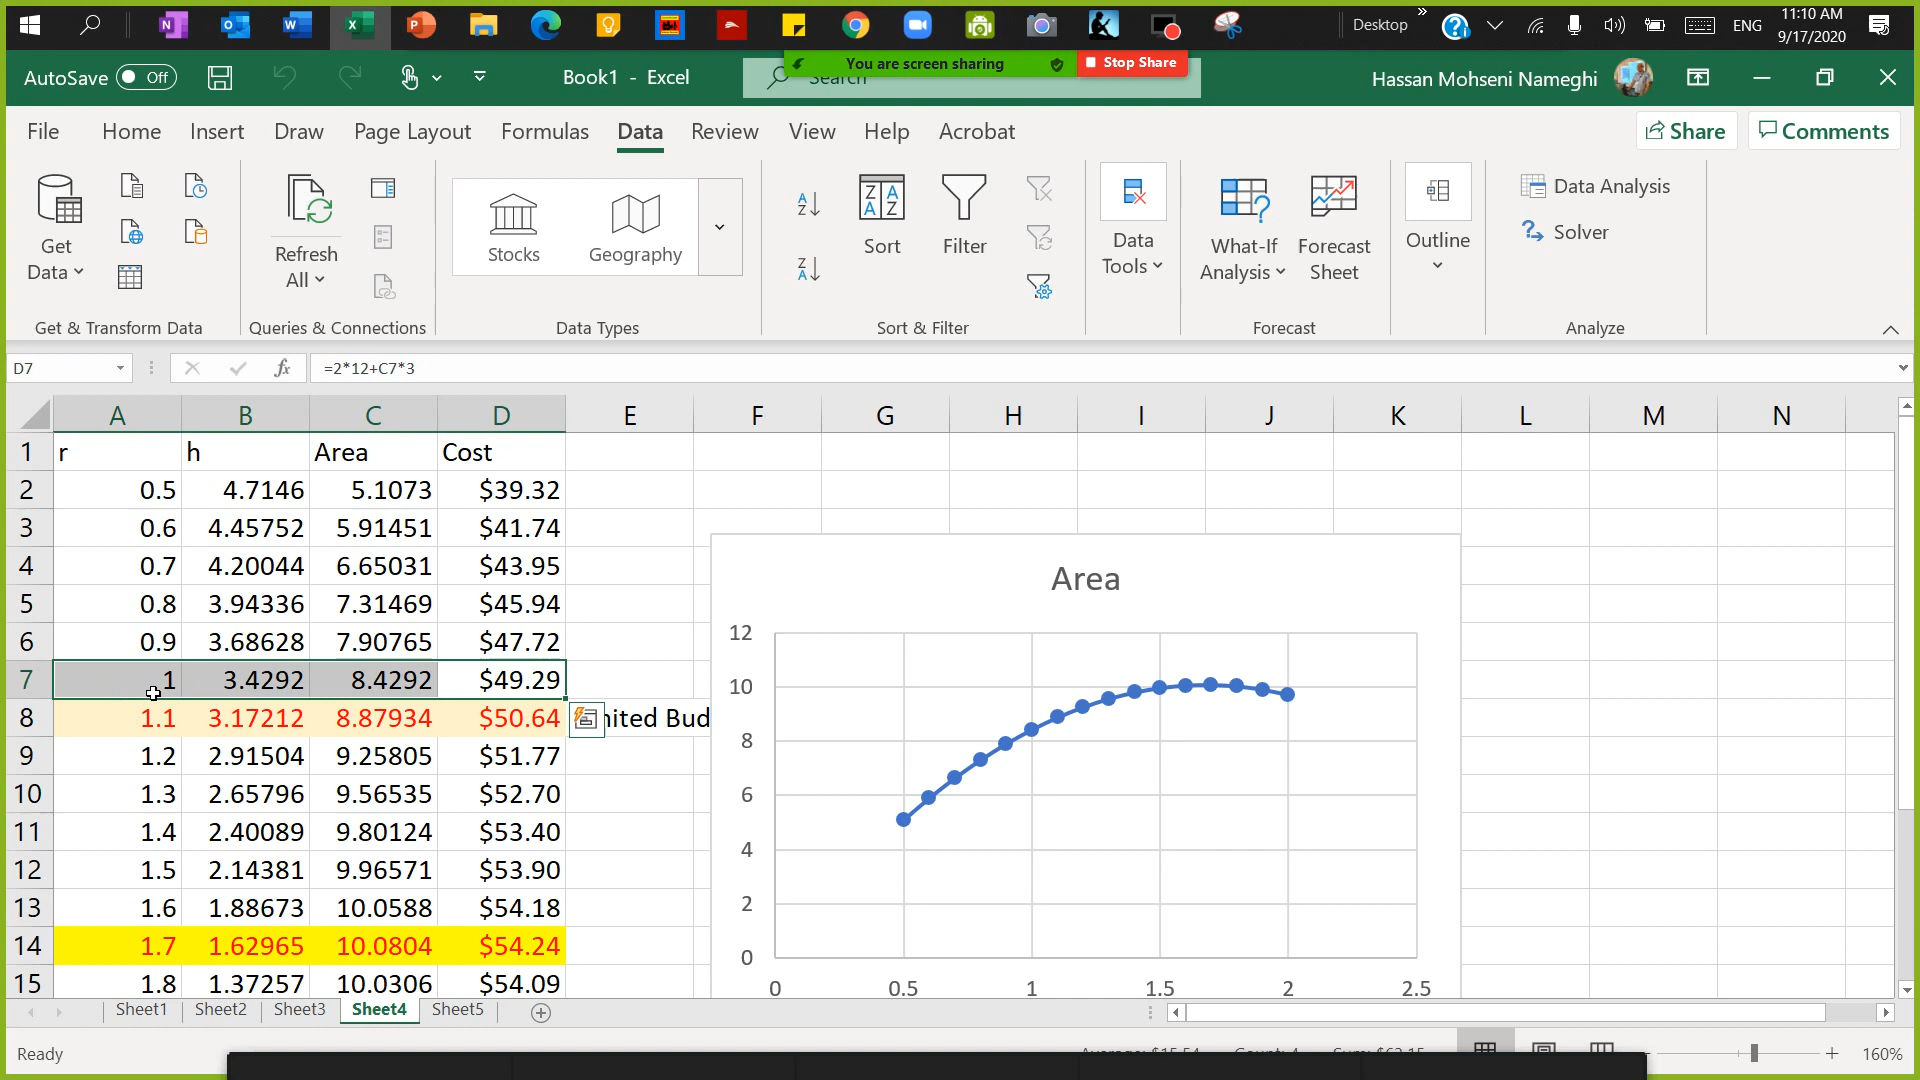 Desktop
ENG
11:10 AM
9/17/2020
AutoSave Off
Book1 - Excel
You are screen sharing
Stop Share
Search
Hassan Mohseni Nameghi
File Home Insert Draw Page Layout Formulas Data Review View Help Acrobat
Share Comments
Get Data
Refresh All
Stocks
Geography
Sort
Filter
Data Tools
What-If Analysis
Forecast Sheet
Outline
Data Analysis
Solver
Get & Transform Data
Queries & Connections
Data Types
Sort & Filter
Forecast
Analyze
D7
fx
=2*12+C7*3
A B C D E F G H I J K L M N
1 r h Area Cost
2 0.5 4.7146 5.1073 $39.32
3 0.6 4.45752 5.91451 $41.74
4 0.7 4.20044 6.65031 $43.95
5 0.8 3.94336 7.31469 $45.94
6 0.9 3.68628 7.90765 $47.72
7 1 3.4292 8.4292 $49.29
8 1.1 3.17212 8.87934 $50.64 nited Bud
9 1.2 2.91504 9.25805 $51.77
10 1.3 2.65796 9.56535 $52.70
11 1.4 2.40089 9.80124 $53.40
12 1.5 2.14381 9.96571 $53.90
13 1.6 1.88673 10.0588 $54.18
14 1.7 1.62965 10.0804 $54.24
15 1.8 1.37257 10.0306 $54.09
Area
12
10
8
6
4
2
0
0 0.5 1 1.5 2 2.5
Sheet1 Sheet2 Sheet3 Sheet4 Sheet5
Ready
160%